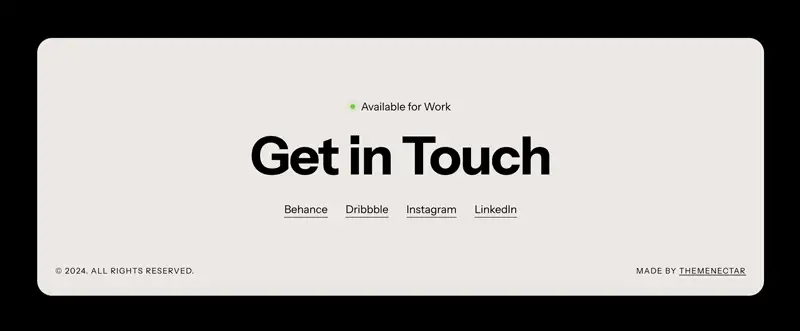 Available for Work
Get in Touch
Behance Dribbble Instagram LinkedIn
© 2024. ALL RIGHTS RESERVED. MADE BY THEMENECTAR